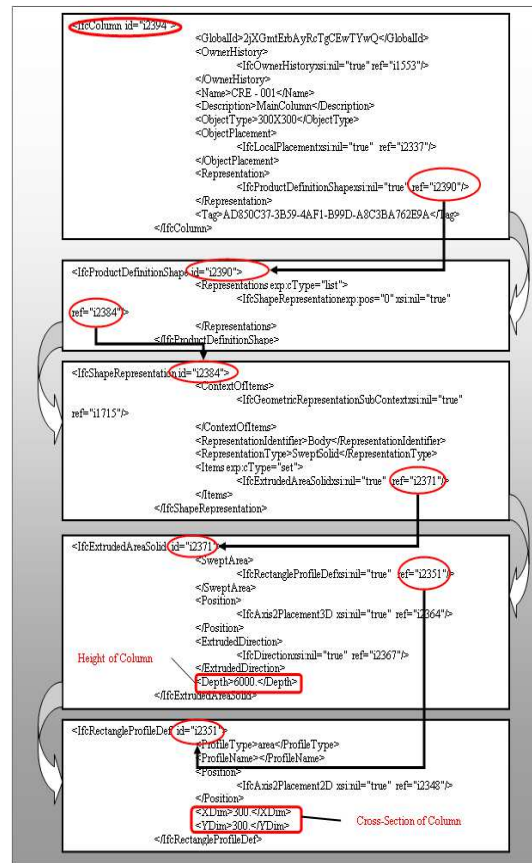 <IfcColumn id="i2394">
<GlobalId>2jXGmtErbAyRcTgCEwTYwQ</GlobalId>
<OwnerHistory>
<IfcOwnerHistoryxsi:nil="true" ref="i1553"/>
</OwnerHistory>
<Name>CRE - 001</Name>
<Description>MainColumn</Description>
<ObjectType>300X300</ObjectType>
<ObjectPlacement>
<IfcLocalPlacementxsi:nil="true" ref="i2337"/>
</ObjectPlacement>
<Representation>
<IfcProductDefinitionShapexsi:nil="true" ref="i2390"/>
</Representation>
<Tag>AD850C37-3B59-4AF1-B99D-A8C3BA762E9A</Tag>
</IfcColumn>
<IfcProductDefinitionShape id="i2390">
<Representations exp:cType="list">
<IfcShapeRepresentationexp:pos="0" xsi:nil="true"
ref="i2384"/>
</Representations>
</IfcProductDefinitionShape>
<IfcShapeRepresentation id="i2384">
<ContextOfItems>
<IfcGeometricRepresentationSubContextxsi:nil="true"
ref="i1715"/>
</ContextOfItems>
<RepresentationIdentifier>Body</RepresentationIdentifier>
<RepresentationType>SweptSolid</RepresentationType>
<Items exp:cType="set">
<IfcExtrudedAreaSolidxsi:nil="true" ref="i2371"/>
</Items>
</IfcShapeRepresentation>
<IfcExtrudedAreaSolid id="i2371">
<SweptArea>
<IfcRectangleProfileDefxsi:nil="true" ref="i2351"/>
</SweptArea>
<Position>
<IfcAxis2Placement3D xsi:nil="true" ref="i2364"/>
</Position>
<ExtrudedDirection>
<IfcDirectionxsi:nil="true" ref="i2367"/>
</ExtrudedDirection>
Height of Column
<Depth>6000.</Depth>
</IfcExtrudedAreaSolid>
<IfcRectangleProfileDef id="i2351">
<ProfileType>area</ProfileType>
<ProfileName></ProfileName>
<Position>
<IfcAxis2Placement2D xsi:nil="true" ref="i2348"/>
</Position>
<XDim>300.</XDim>
<YDim>300.</YDim>
Cross-Section of Column
</IfcRectangleProfileDef>